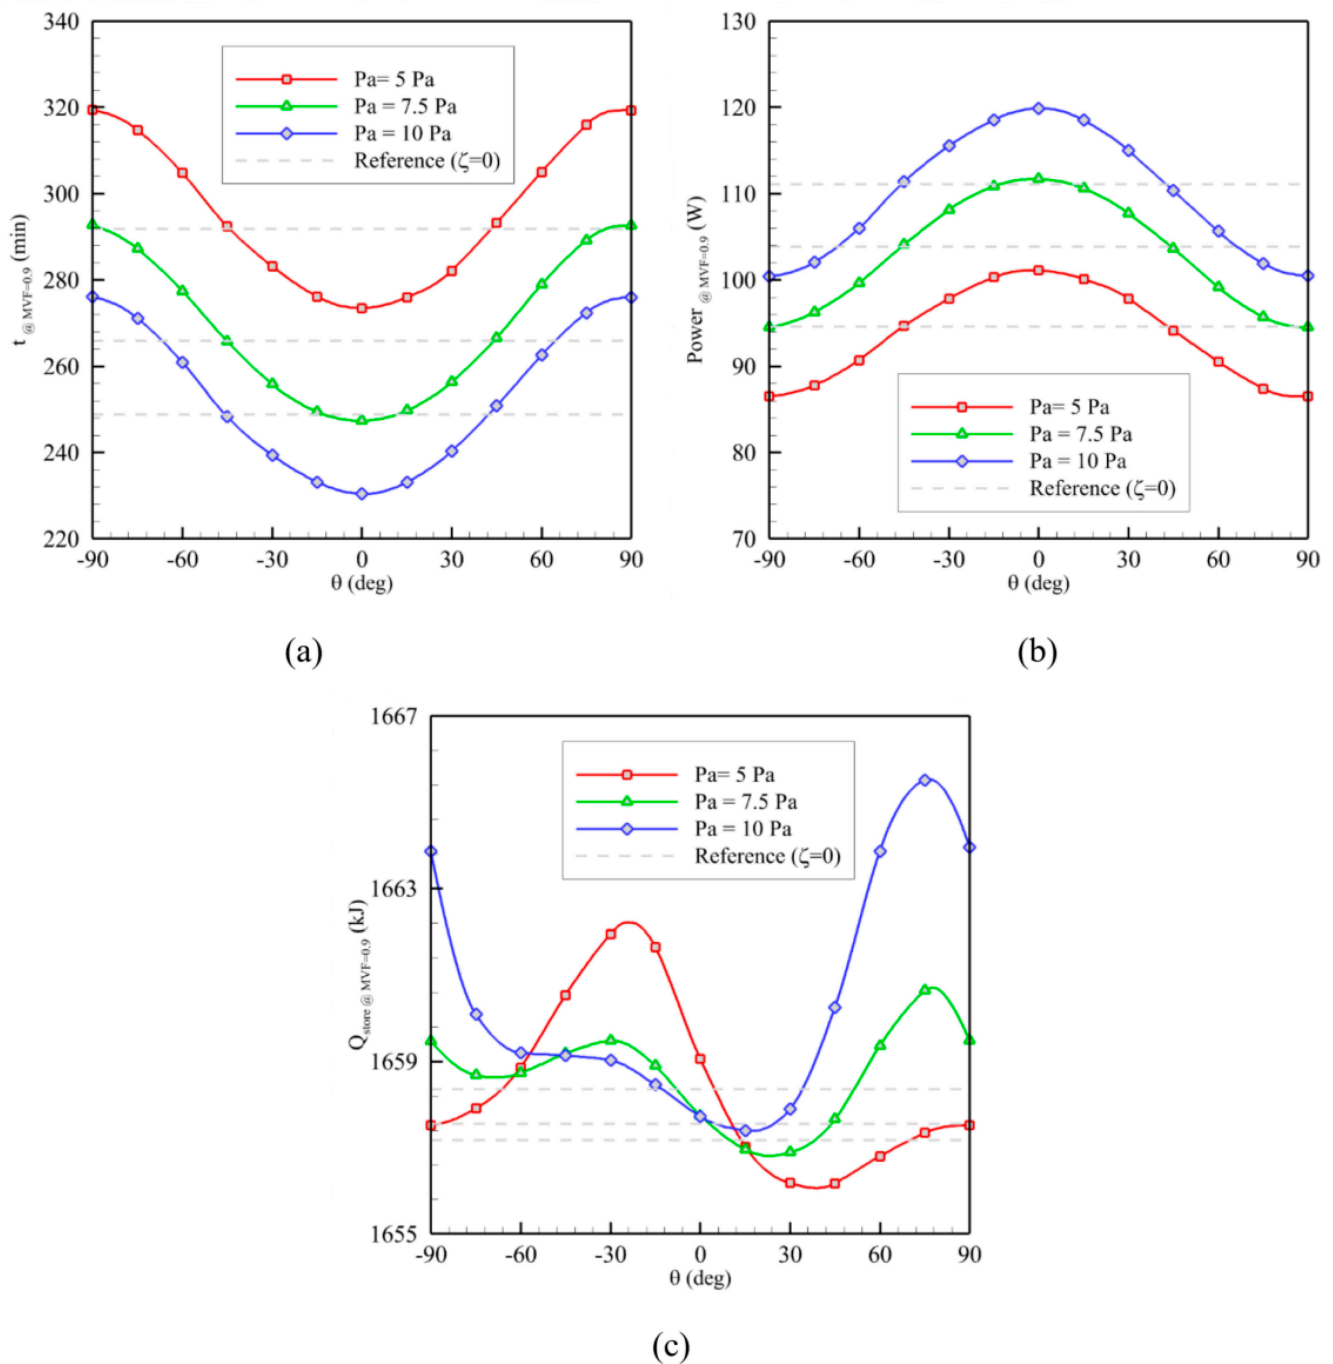 340
320
300
280
260
240
220
t @ MVF=0.9 (min)
Pa= 5 Pa
Pa = 7.5 Pa
Pa = 10 Pa
Reference (ζ=0)
-90 -60 -30 0 30 60 90
θ (deg)
(a)
130
120
110
100
90
80
70
Power @ MVF=0.9 (W)
Pa= 5 Pa
Pa = 7.5 Pa
Pa = 10 Pa
Reference (ζ=0)
-90 -60 -30 0 30 60 90
θ (deg)
(b)
1667
1663
1659
1655
Qstore @ MVF=0.9 (kJ)
Pa= 5 Pa
Pa = 7.5 Pa
Pa = 10 Pa
Reference (ζ=0)
-90 -60 -30 0 30 60 90
θ (deg)
(c)